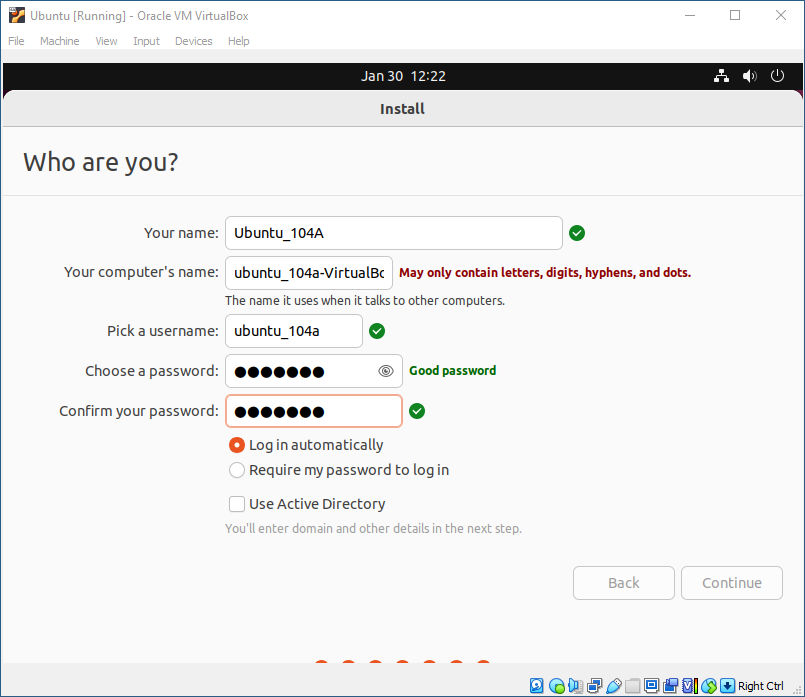 Ubuntu [Running] - Oracle VM VirtualBox
File Machine View Input Devices Help
Jan 30 12:22
Install
Who are you?
Your name: Ubuntu_104A
Your computer's name: ubuntu_104a-VirtualBo May only contain letters, digits, hyphens, and dots.
The name it uses when it talks to other computers.
Pick a username: ubuntu_104a
Choose a password: ●●●●●●● Good password
Confirm your password: ●●●●●●●
Log in automatically
Require my password to log in
Use Active Directory
You'll enter domain and other details in the next step.
Back Continue
Right Ctrl